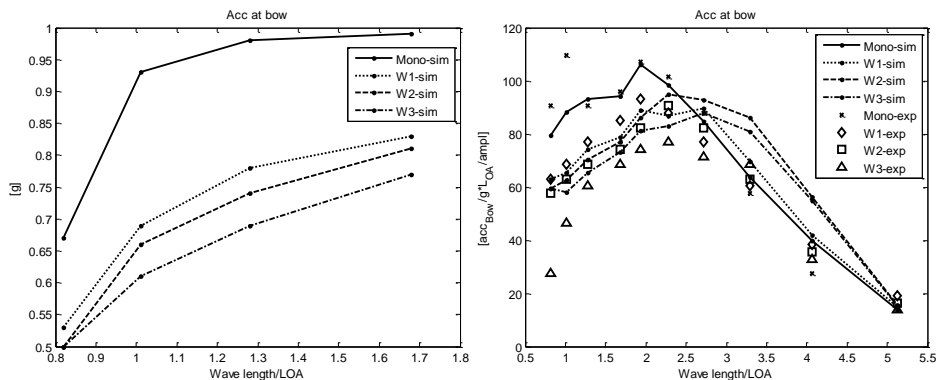 Acc at bow
1
0.95
0.9
0.85
0.8
0.75
0.7
0.65
0.6
0.55
0.5
[g]
Mono-sim
W1-sim
W2-sim
W3-sim
0.8 0.9 1 1.1 1.2 1.3 1.4 1.5 1.6 1.7 1.8
Wave length/LOA
Acc at bow
120
100
80
60
40
20
0
[acc_Bow/g*L_OA/ampl]
Mono-sim
W1-sim
W2-sim
W3-sim
Mono-exp
W1-exp
W2-exp
W3-exp
0.5 1 1.5 2 2.5 3 3.5 4 4.5 5 5.5
Wave length/LOA